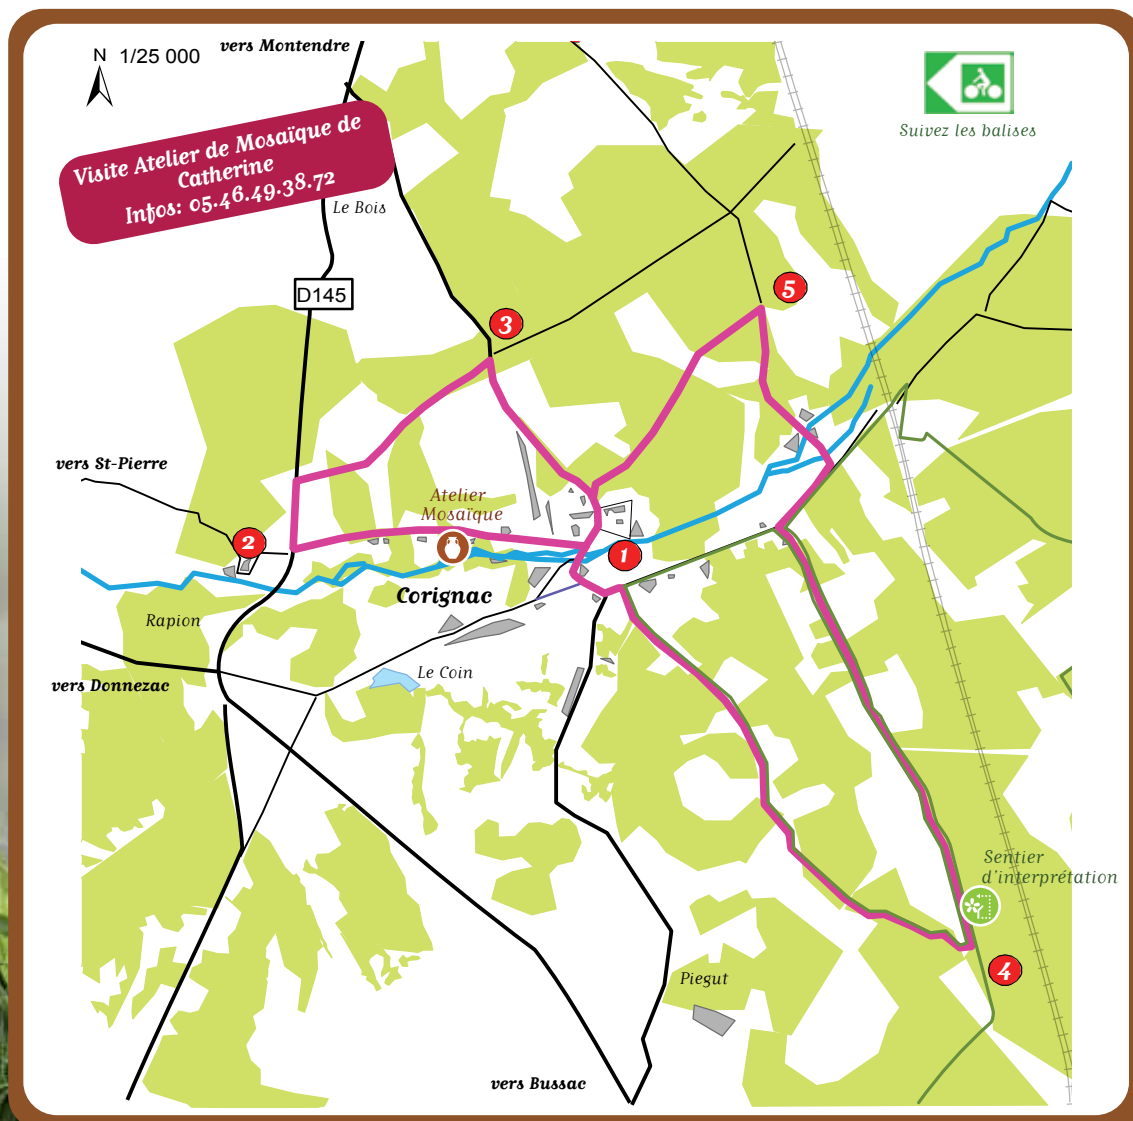 N 1/25 000
vers Montendre
Suivez les balises
Visite Atelier de Mosaïque de
Catherine
Infos: 05.46.49.38.72
Le Bois
D145
5
3
vers St-Pierre
Atelier
Mosaïque
2
1
Corignac
Rapion
Le Coin
vers Donnezac
Sentier
d'interprétation
4
Piegut
vers Bussac